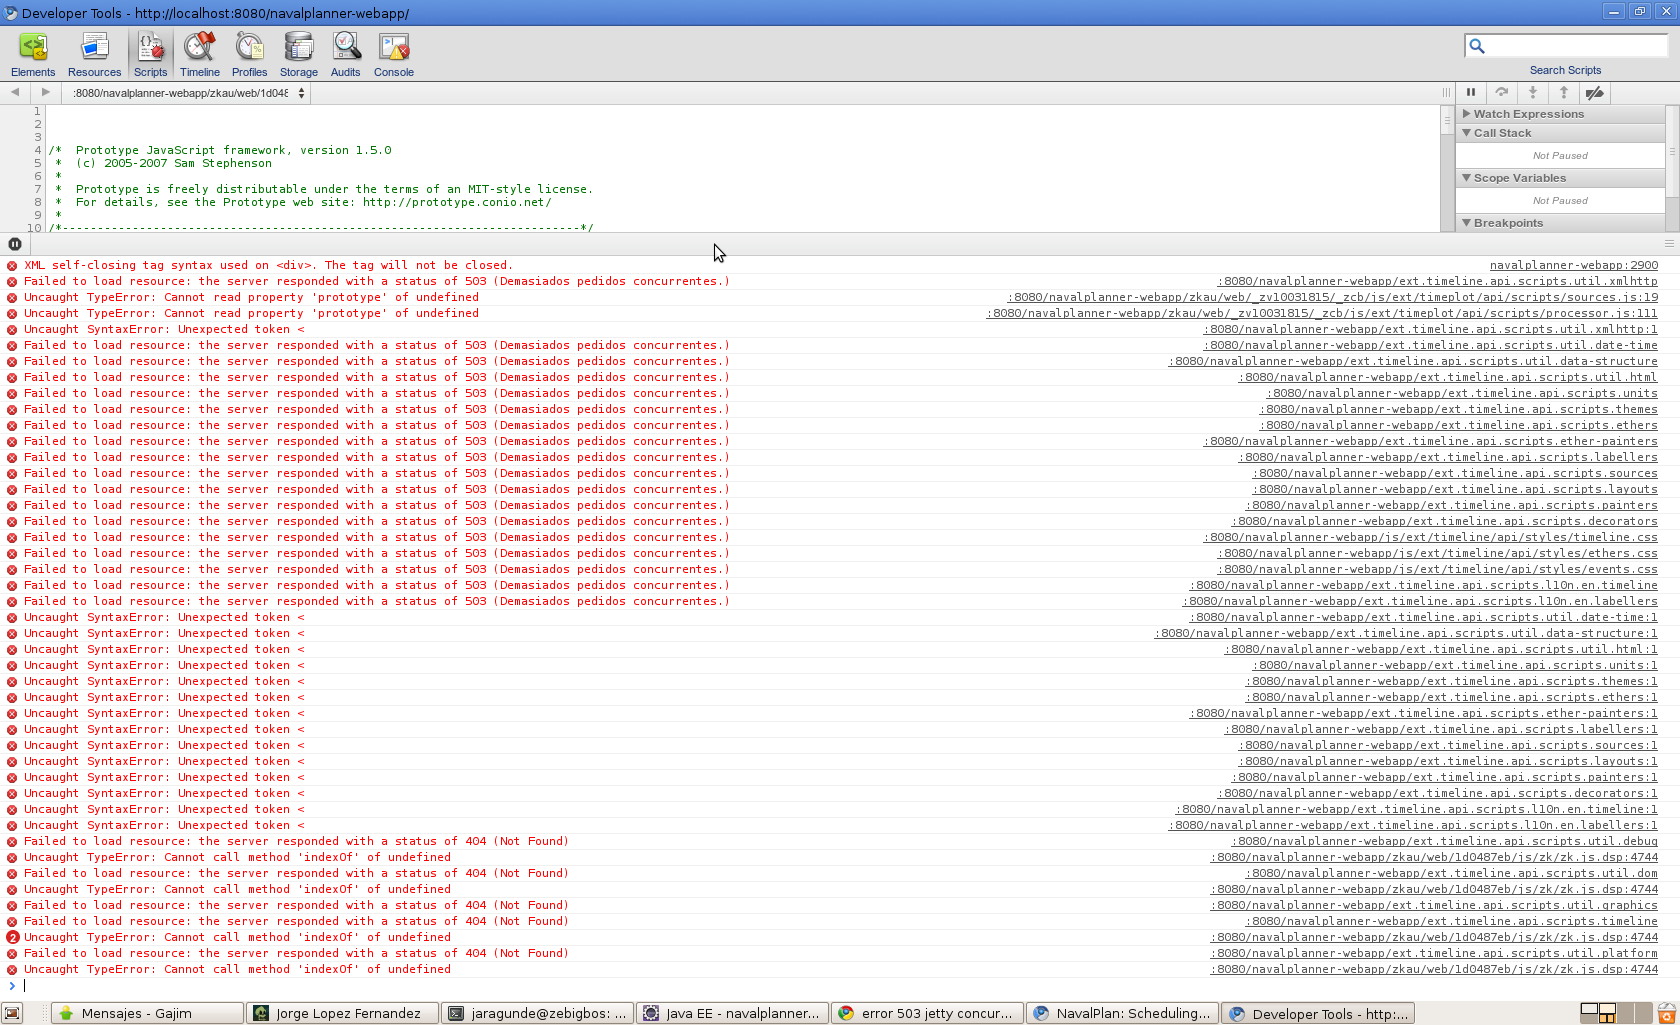 Developer Tools - http://localhost:8080/navalplanner-webapp/
Elements Resources Scripts Timeline Profiles Storage Audits Console
Search Scripts
:8080/navalplanner-webapp/zkau/web/1d048
1
2
3
4 /*  Prototype JavaScript framework, version 1.5.0
5  *  (c) 2005-2007 Sam Stephenson
6  *
7  *  Prototype is freely distributable under the terms of an MIT-style license.
8  *  For details, see the Prototype web site: http://prototype.conio.net/
9  *
10 /*--------------------------------------------------------------------------*/
Watch Expressions
Call Stack
Not Paused
Scope Variables
Not Paused
Breakpoints
XML self-closing tag syntax used on <div>. The tag will not be closed. navalplanner-webapp:2900
Failed to load resource: the server responded with a status of 503 (Demasiados pedidos concurrentes.) :8080/navalplanner-webapp/ext.timeline.api.scripts.util.xmlhttp
Uncaught TypeError: Cannot read property 'prototype' of undefined :8080/navalplanner-webapp/zkau/web/_zv10031815/_zcb/js/ext/timeplot/api/scripts/sources.js:19
Uncaught TypeError: Cannot read property 'prototype' of undefined :8080/navalplanner-webapp/zkau/web/_zv10031815/_zcb/js/ext/timeplot/api/scripts/processor.js:111
Uncaught SyntaxError: Unexpected token < :8080/navalplanner-webapp/ext.timeline.api.scripts.util.xmlhttp:1
Failed to load resource: the server responded with a status of 503 (Demasiados pedidos concurrentes.) :8080/navalplanner-webapp/ext.timeline.api.scripts.util.date-time
Failed to load resource: the server responded with a status of 503 (Demasiados pedidos concurrentes.) :8080/navalplanner-webapp/ext.timeline.api.scripts.util.data-structure
Failed to load resource: the server responded with a status of 503 (Demasiados pedidos concurrentes.) :8080/navalplanner-webapp/ext.timeline.api.scripts.util.html
Failed to load resource: the server responded with a status of 503 (Demasiados pedidos concurrentes.) :8080/navalplanner-webapp/ext.timeline.api.scripts.units
Failed to load resource: the server responded with a status of 503 (Demasiados pedidos concurrentes.) :8080/navalplanner-webapp/ext.timeline.api.scripts.themes
Failed to load resource: the server responded with a status of 503 (Demasiados pedidos concurrentes.) :8080/navalplanner-webapp/ext.timeline.api.scripts.ethers
Failed to load resource: the server responded with a status of 503 (Demasiados pedidos concurrentes.) :8080/navalplanner-webapp/ext.timeline.api.scripts.ether-painters
Failed to load resource: the server responded with a status of 503 (Demasiados pedidos concurrentes.) :8080/navalplanner-webapp/ext.timeline.api.scripts.labellers
Failed to load resource: the server responded with a status of 503 (Demasiados pedidos concurrentes.) :8080/navalplanner-webapp/ext.timeline.api.scripts.sources
Failed to load resource: the server responded with a status of 503 (Demasiados pedidos concurrentes.) :8080/navalplanner-webapp/ext.timeline.api.scripts.layouts
Failed to load resource: the server responded with a status of 503 (Demasiados pedidos concurrentes.) :8080/navalplanner-webapp/ext.timeline.api.scripts.painters
Failed to load resource: the server responded with a status of 503 (Demasiados pedidos concurrentes.) :8080/navalplanner-webapp/ext.timeline.api.scripts.decorators
Failed to load resource: the server responded with a status of 503 (Demasiados pedidos concurrentes.) :8080/navalplanner-webapp/js/ext/timeline/api/styles/timeline.css
Failed to load resource: the server responded with a status of 503 (Demasiados pedidos concurrentes.) :8080/navalplanner-webapp/js/ext/timeline/api/styles/ethers.css
Failed to load resource: the server responded with a status of 503 (Demasiados pedidos concurrentes.) :8080/navalplanner-webapp/js/ext/timeline/api/styles/events.css
Failed to load resource: the server responded with a status of 503 (Demasiados pedidos concurrentes.) :8080/navalplanner-webapp/ext.timeline.api.scripts.l10n.en.timeline
Failed to load resource: the server responded with a status of 503 (Demasiados pedidos concurrentes.) :8080/navalplanner-webapp/ext.timeline.api.scripts.l10n.en.labellers
Uncaught SyntaxError: Unexpected token < :8080/navalplanner-webapp/ext.timeline.api.scripts.util.date-time:1
Uncaught SyntaxError: Unexpected token < :8080/navalplanner-webapp/ext.timeline.api.scripts.util.data-structure:1
Uncaught SyntaxError: Unexpected token < :8080/navalplanner-webapp/ext.timeline.api.scripts.util.html:1
Uncaught SyntaxError: Unexpected token < :8080/navalplanner-webapp/ext.timeline.api.scripts.units:1
Uncaught SyntaxError: Unexpected token < :8080/navalplanner-webapp/ext.timeline.api.scripts.themes:1
Uncaught SyntaxError: Unexpected token < :8080/navalplanner-webapp/ext.timeline.api.scripts.ethers:1
Uncaught SyntaxError: Unexpected token < :8080/navalplanner-webapp/ext.timeline.api.scripts.ether-painters:1
Uncaught SyntaxError: Unexpected token < :8080/navalplanner-webapp/ext.timeline.api.scripts.labellers:1
Uncaught SyntaxError: Unexpected token < :8080/navalplanner-webapp/ext.timeline.api.scripts.sources:1
Uncaught SyntaxError: Unexpected token < :8080/navalplanner-webapp/ext.timeline.api.scripts.layouts:1
Uncaught SyntaxError: Unexpected token < :8080/navalplanner-webapp/ext.timeline.api.scripts.painters:1
Uncaught SyntaxError: Unexpected token < :8080/navalplanner-webapp/ext.timeline.api.scripts.decorators:1
Uncaught SyntaxError: Unexpected token < :8080/navalplanner-webapp/ext.timeline.api.scripts.l10n.en.timeline:1
Uncaught SyntaxError: Unexpected token < :8080/navalplanner-webapp/ext.timeline.api.scripts.l10n.en.labellers:1
Failed to load resource: the server responded with a status of 404 (Not Found) :8080/navalplanner-webapp/ext.timeline.api.scripts.util.debug
Uncaught TypeError: Cannot call method 'indexOf' of undefined :8080/navalplanner-webapp/zkau/web/1d0487eb/js/zk/zk.js.dsp:4744
Failed to load resource: the server responded with a status of 404 (Not Found) :8080/navalplanner-webapp/ext.timeline.api.scripts.util.dom
Uncaught TypeError: Cannot call method 'indexOf' of undefined :8080/navalplanner-webapp/zkau/web/1d0487eb/js/zk/zk.js.dsp:4744
Failed to load resource: the server responded with a status of 404 (Not Found) :8080/navalplanner-webapp/ext.timeline.api.scripts.util.graphics
Failed to load resource: the server responded with a status of 404 (Not Found) :8080/navalplanner-webapp/ext.timeline.api.scripts.timeline
2 Uncaught TypeError: Cannot call method 'indexOf' of undefined :8080/navalplanner-webapp/zkau/web/1d0487eb/js/zk/zk.js.dsp:4744
Failed to load resource: the server responded with a status of 404 (Not Found) :8080/navalplanner-webapp/ext.timeline.api.scripts.util.platform
Uncaught TypeError: Cannot call method 'indexOf' of undefined :8080/navalplanner-webapp/zkau/web/1d0487eb/js/zk/zk.js.dsp:4744
>
Mensajes - Gajim Jorge Lopez Fernandez jaragunde@zebigbos: ... Java EE - navalplanner... error 503 jetty concur... NavalPlan: Scheduling... Developer Tools - http:...